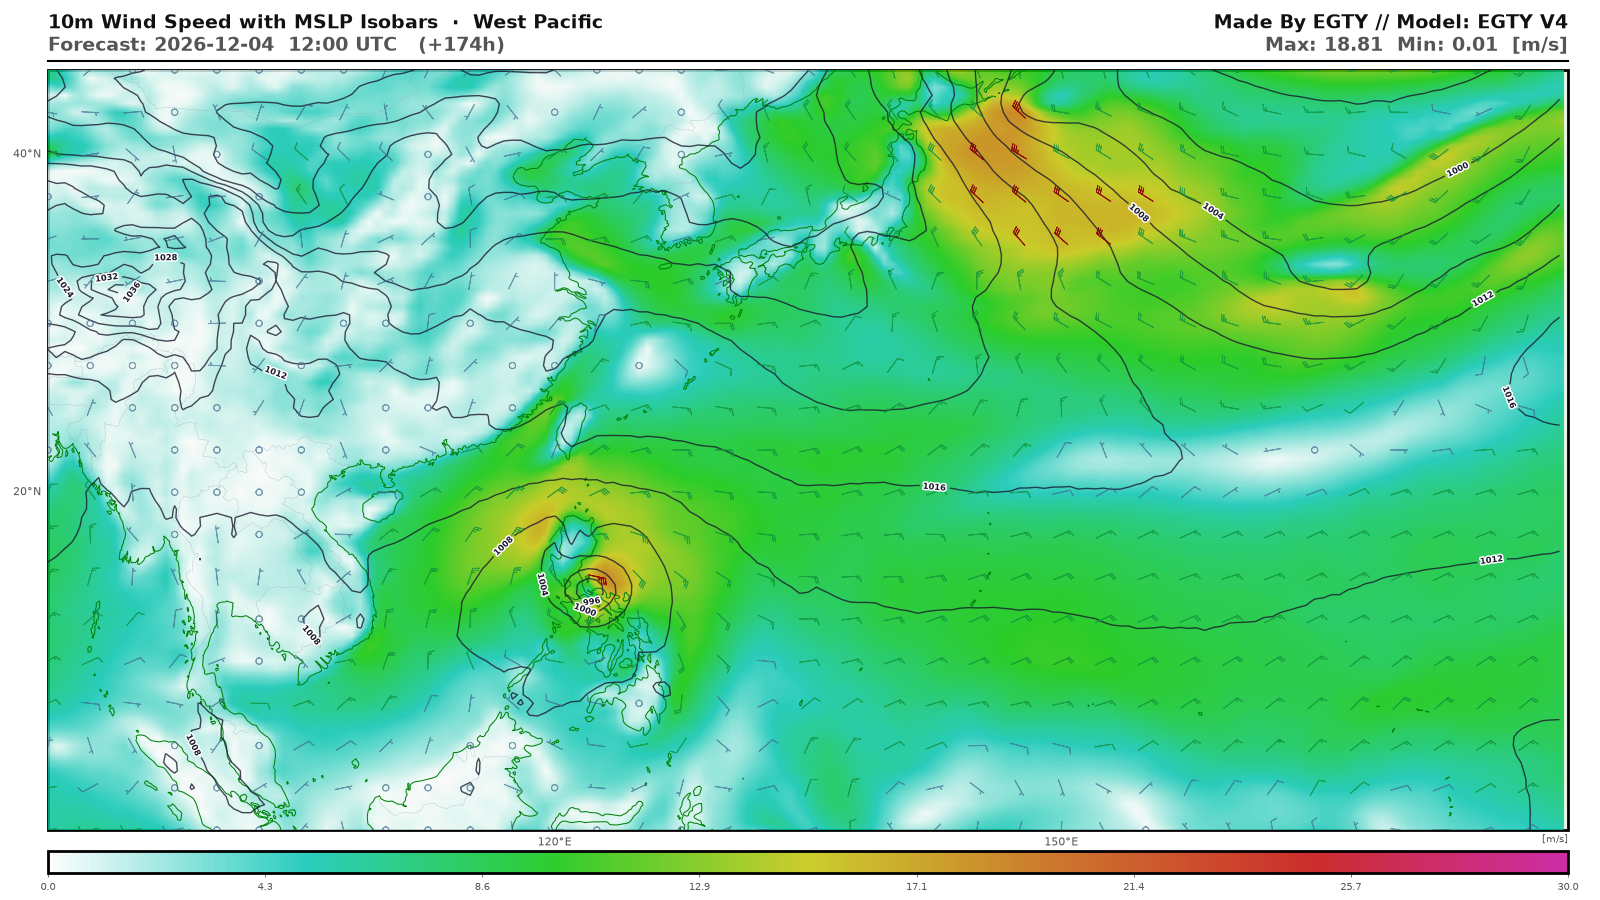 10m Wind Speed with MSLP Isobars · West Pacific
Made By EGTY // Model: EGTY V4
Forecast: 2026-12-04 12:00 UTC (+174h)
Max: 18.81 Min: 0.01 [m/s]
40°N
20°N
1000
1004
1008
1028
1032
1024
1036
1012
1012
1016
1016
1008
1004
996
1000
1012
1008
1008
120°E
150°E
[m/s]
0.0
4.3
8.6
12.9
17.1
21.4
25.7
30.0